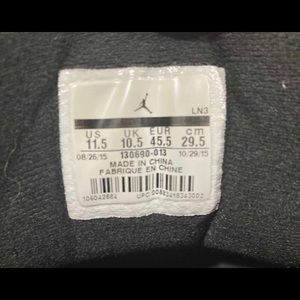 LN3
US UK EUR cm
11.5 10.5 45.5 29.5
08/26/15 130690-013 10/29/15
MADE IN CHINA
FABRIQUE EN CHINE
UPC